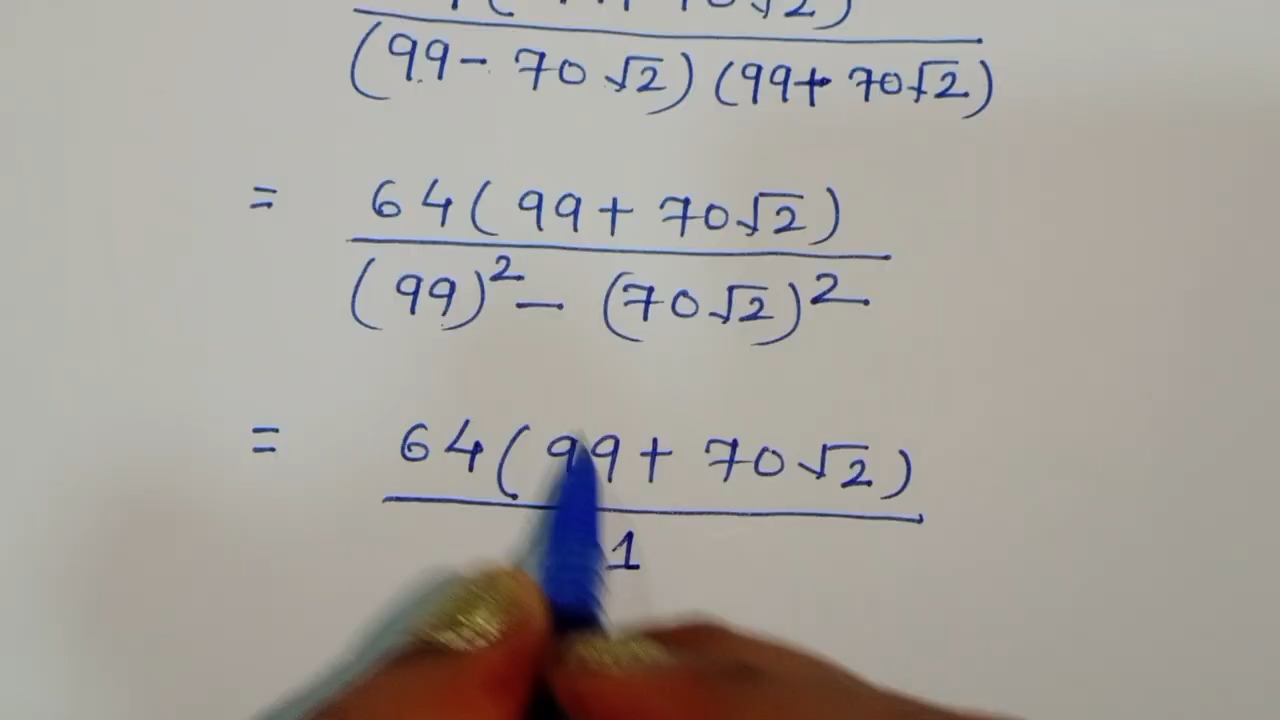 (99 - 70√2) (99 + 70√2)
= 64 (99 + 70√2)
(99)² - (70√2)²
= 64 (99 + 70√2)
1